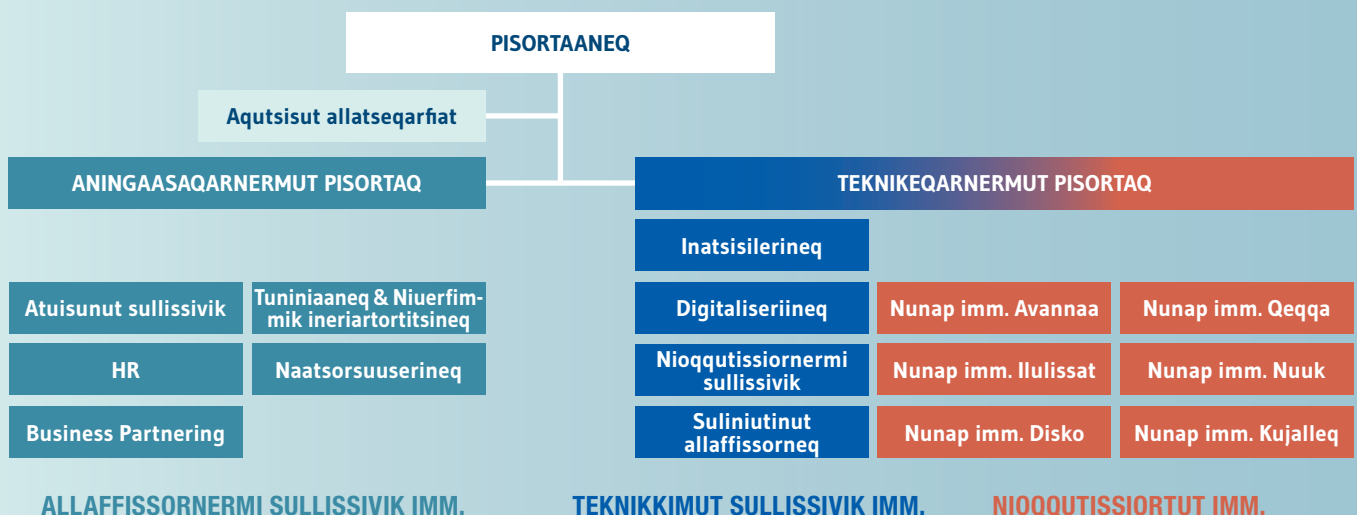 PISORTAANEQ
Aqutsisut allatseqarfiat
ANINGAASAQARNERMUT PISORTAQ
TEKNIKEQARNERMUT PISORTAQ
Inatsisilerineq
Atuisunut sullissivik
Tuniniaaneq & Niuerfim-
mik ineriartortitsineq
Digitaliseriineq
Nunap imm. Avannaa
Nunap imm. Qeqqa
HR
Naatsorsuuserineq
Nioqqutissiornermi
sullissivik
Nunap imm. Ilulissat
Nunap imm. Nuuk
Business Partnering
Suliniutinut
allaffissorneq
Nunap imm. Disko
Nunap imm. Kujalleq
ALLAFFISSORNERMI SULLISSIVIK IMM.
TEKNIKKIMUT SULLISSIVIK IMM.
NIOQQUTISSIORTUT IMM.